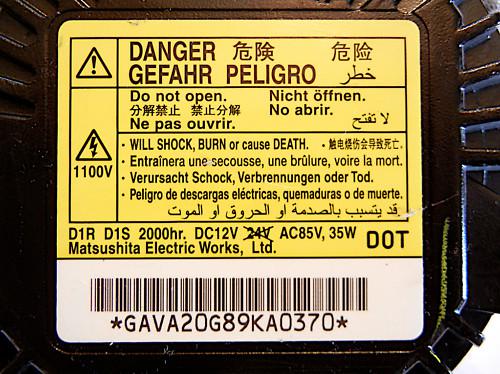 DANGER 危険 危险
GEFAHR PELIGRO خطر
Do not open. Nicht öffnen.
分解禁止 禁止分解 No abrir.
Ne pas ouvrir. لا تفتح
1100V
· WILL SHOCK, BURN or cause DEATH. · 触电烧伤会导致死亡.
· Entraînera une secousse, une brûlure, voire la mort.
· Verursacht Schock, Verbrennungen oder Tod.
· Peligro de descargas eléctricas, quemaduras o de muerte.
قد يتسبب بالصدمة او الحروق او الموت
D1R D1S 2000hr. DC12V 24V AC85V, 35W DOT
Matsushita Electric Works, Ltd.
*GAVA20G89KA0370*